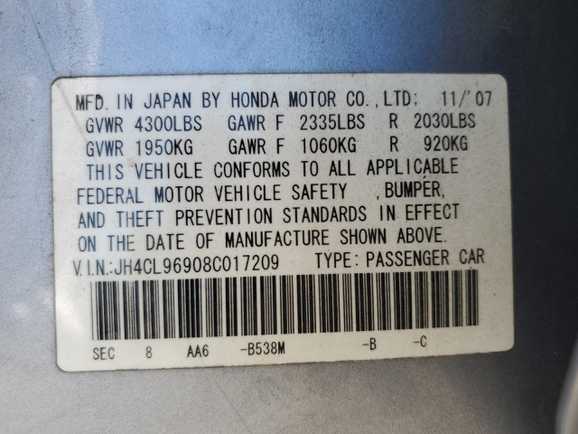 MFD. IN JAPAN BY HONDA MOTOR CO.,LTD: 11/'07
GVWR 4300LBS GAWR F 2335LBS R 2030LBS
GVWR 1950KG GAWR F 1060KG R 920KG
THIS VEHICLE CONFORMS TO ALL APPLICABLE
FEDERAL MOTOR VEHICLE SAFETY ,BUMPER,
AND THEFT PREVENTION STANDARDS IN EFFECT
ON THE DATE OF MANUFACTURE SHOWN ABOVE.
V.I.N.:JH4CL96908C017209 TYPE: PASSENGER CAR
SEC 8 AA6 -B538M -B -C